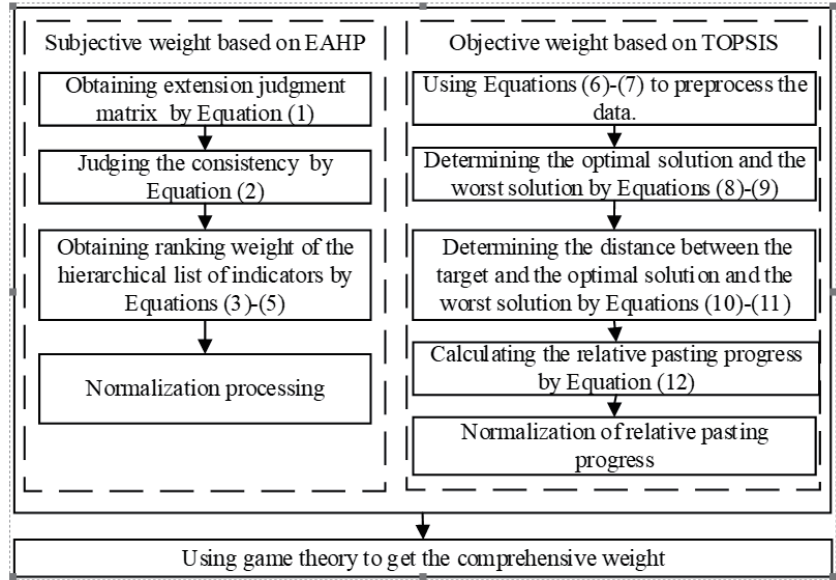 Subjective weight based on EAHP
Obtaining extension judgment
matrix by Equation (1)
Judging the consistency by
Equation (2)
Obtaining ranking weight of the
hierarchical list of indicators by
Equations (3)-(5)
Normalization processing
Objective weight based on TOPSIS
Using Equations (6)-(7) to preprocess the
data.
Determining the optimal solution and the
worst solution by Equations (8)-(9)
Determining the distance between the
target and the optimal solution and the
worst solution by Equations (10)-(11)
Calculating the relative pasting progress
by Equation (12)
Normalization of relative pasting
progress
Using game theory to get the comprehensive weight